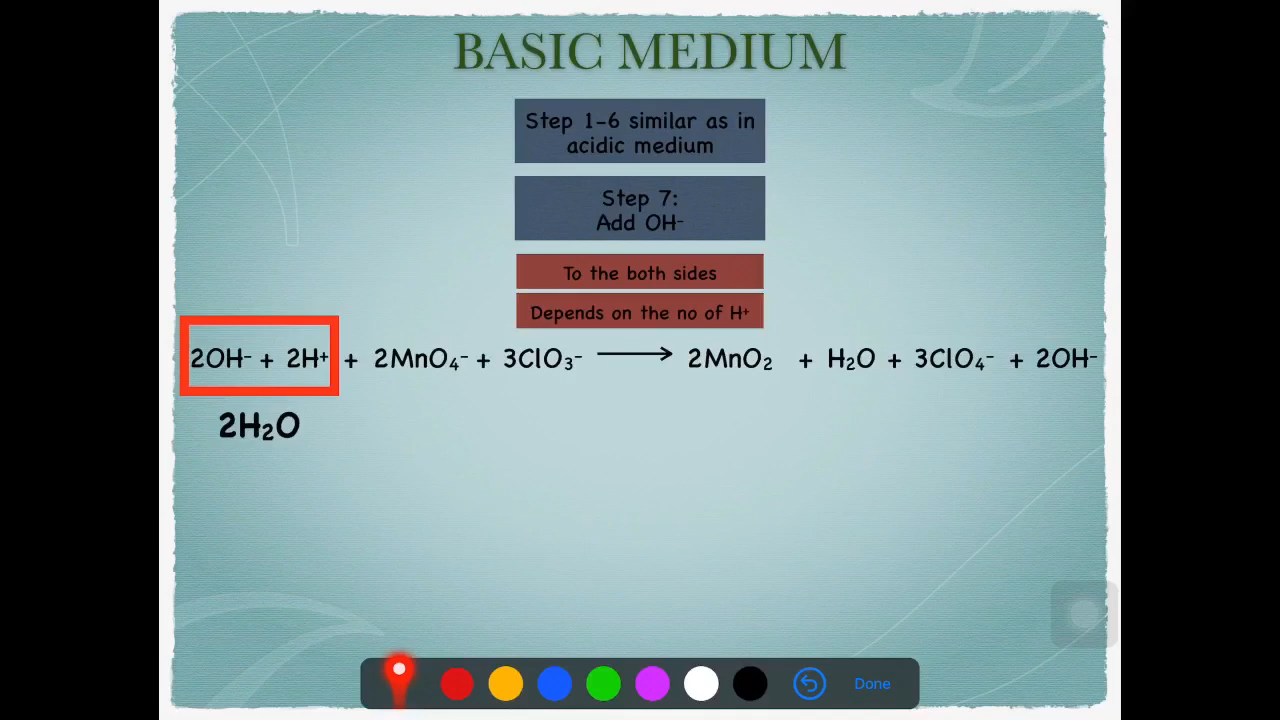 BASIC MEDIUM
Step 1-6 similar as in
acidic medium
Step 7:
Add OH⁻
To the both sides
Depends on the no of H⁺
2OH⁻ + 2H⁺ + 2MnO₄⁻ + 3ClO₃⁻ ⟶ 2MnO₂ + H₂O + 3ClO₄⁻ + 2OH⁻
2H₂O
Done